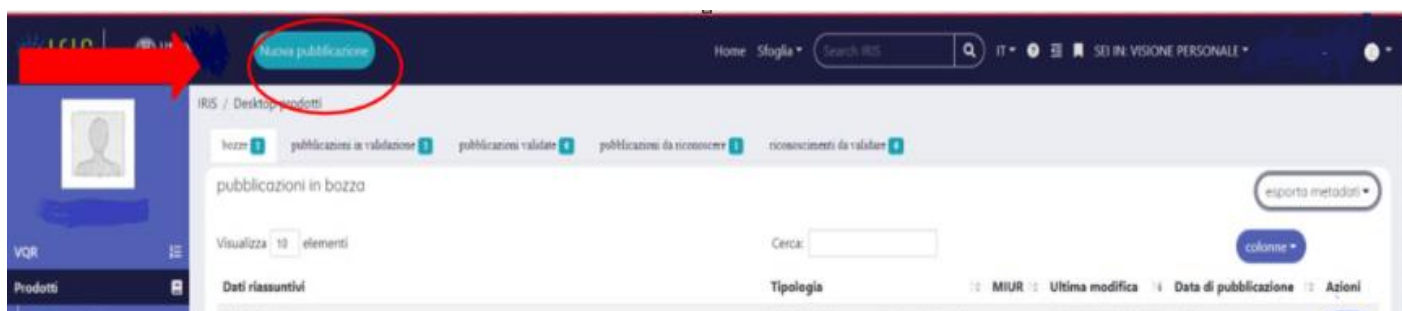 Nuova pubblicazione
Home Sfoglia Search IRIS IT SEI IN: VISIONE PERSONALE
IRIS / Desktop prodotti
bozze pubblicazioni in validazione pubblicazioni validate pubblicazioni da riconoscere riconoscimenti da validare
pubblicazioni in bozza
esporta metadati
Visualizza 10 elementi Cerca:
colonne
VQR
Prodotti
Dati riassuntivi Tipologia MIUR Ultima modifica Data di pubblicazione Azioni